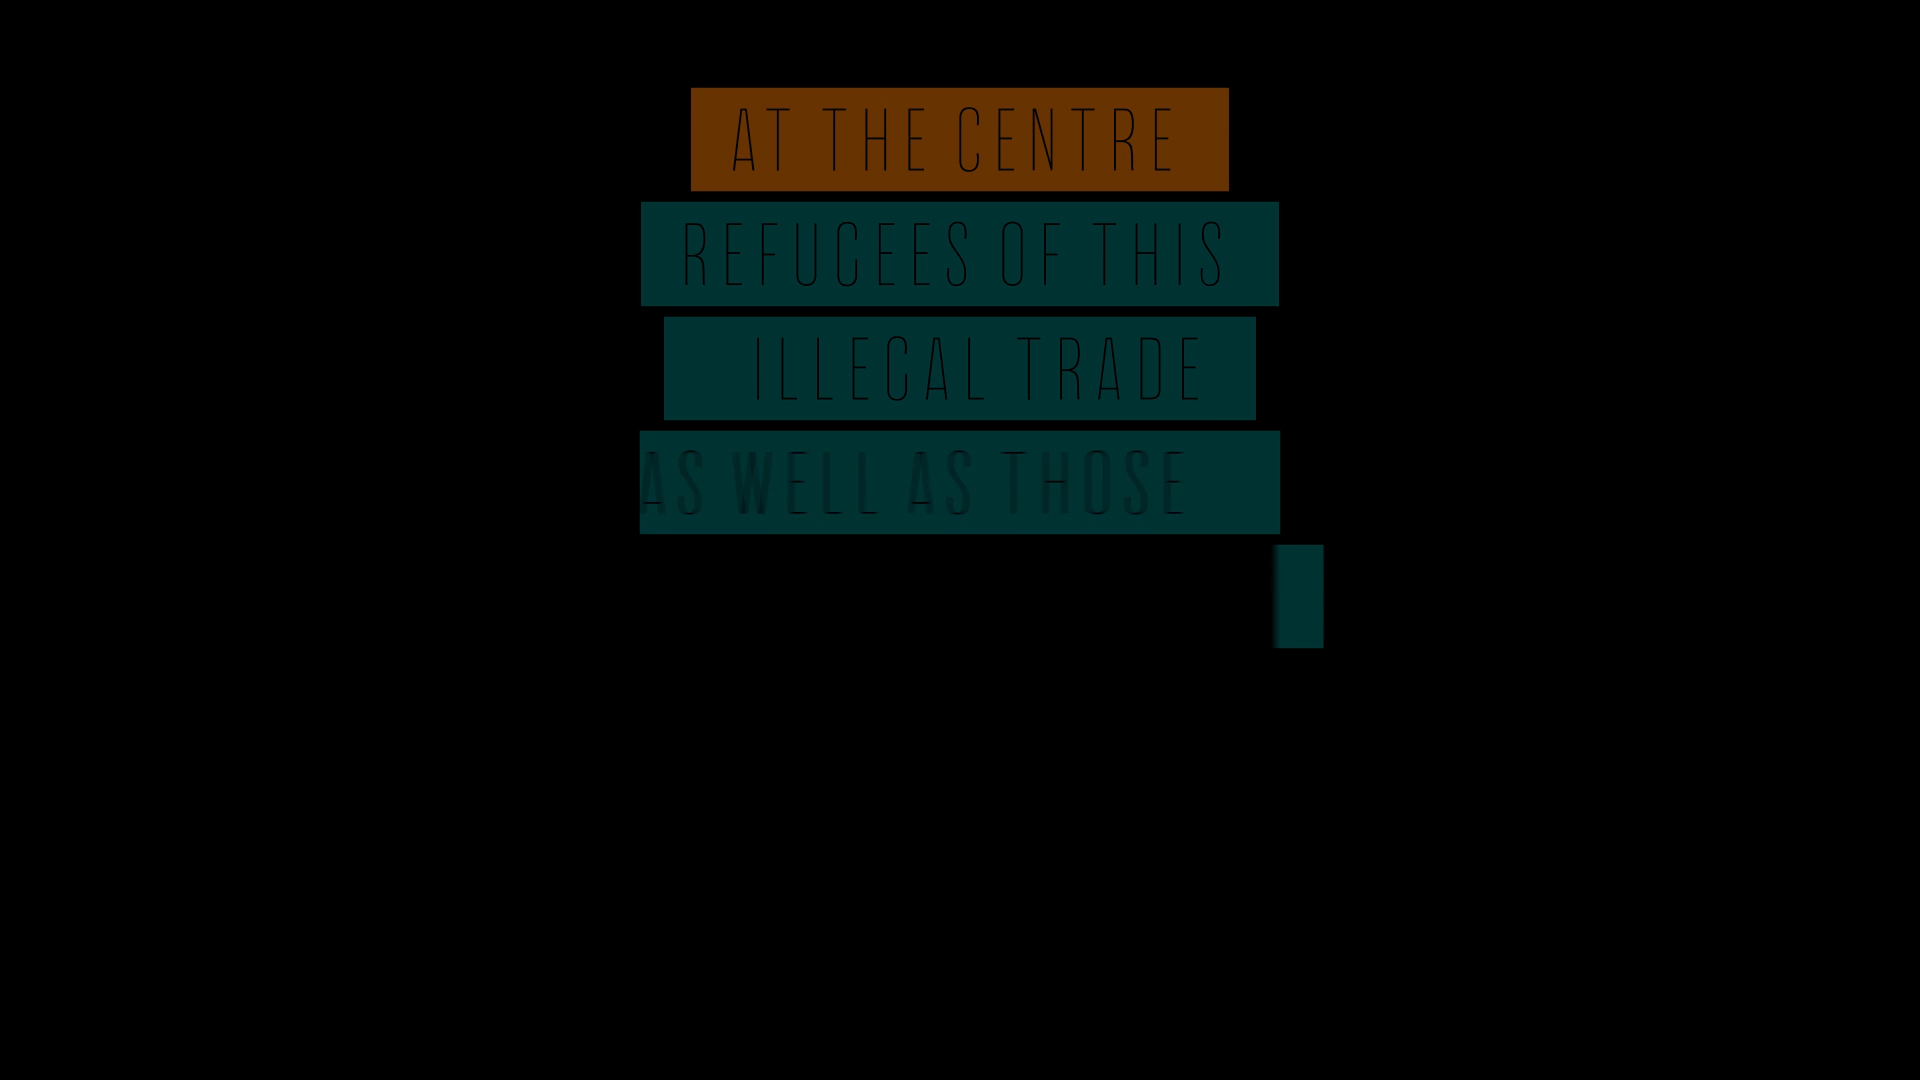 AT THE CENTRE
REFUGEES OF THIS
ILLEGAL TRADE
AS WELL AS THOSE